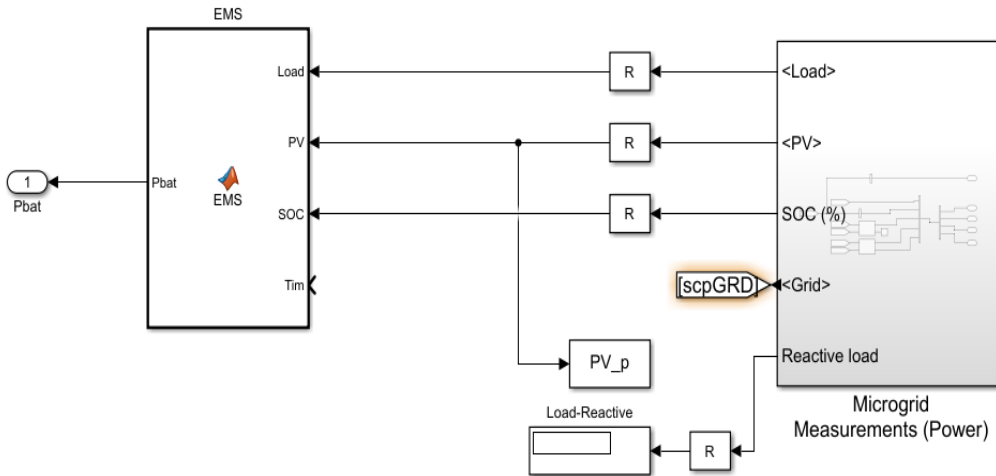 EMS
Load
R
<Load>
PV
R
<PV>
1
Pbat
Pbat
EMS
SOC
R
SOC (%)
Tim
[scpGRD]
<Grid>
PV_p
Reactive load
Load-Reactive
R
Microgrid
Measurements (Power)